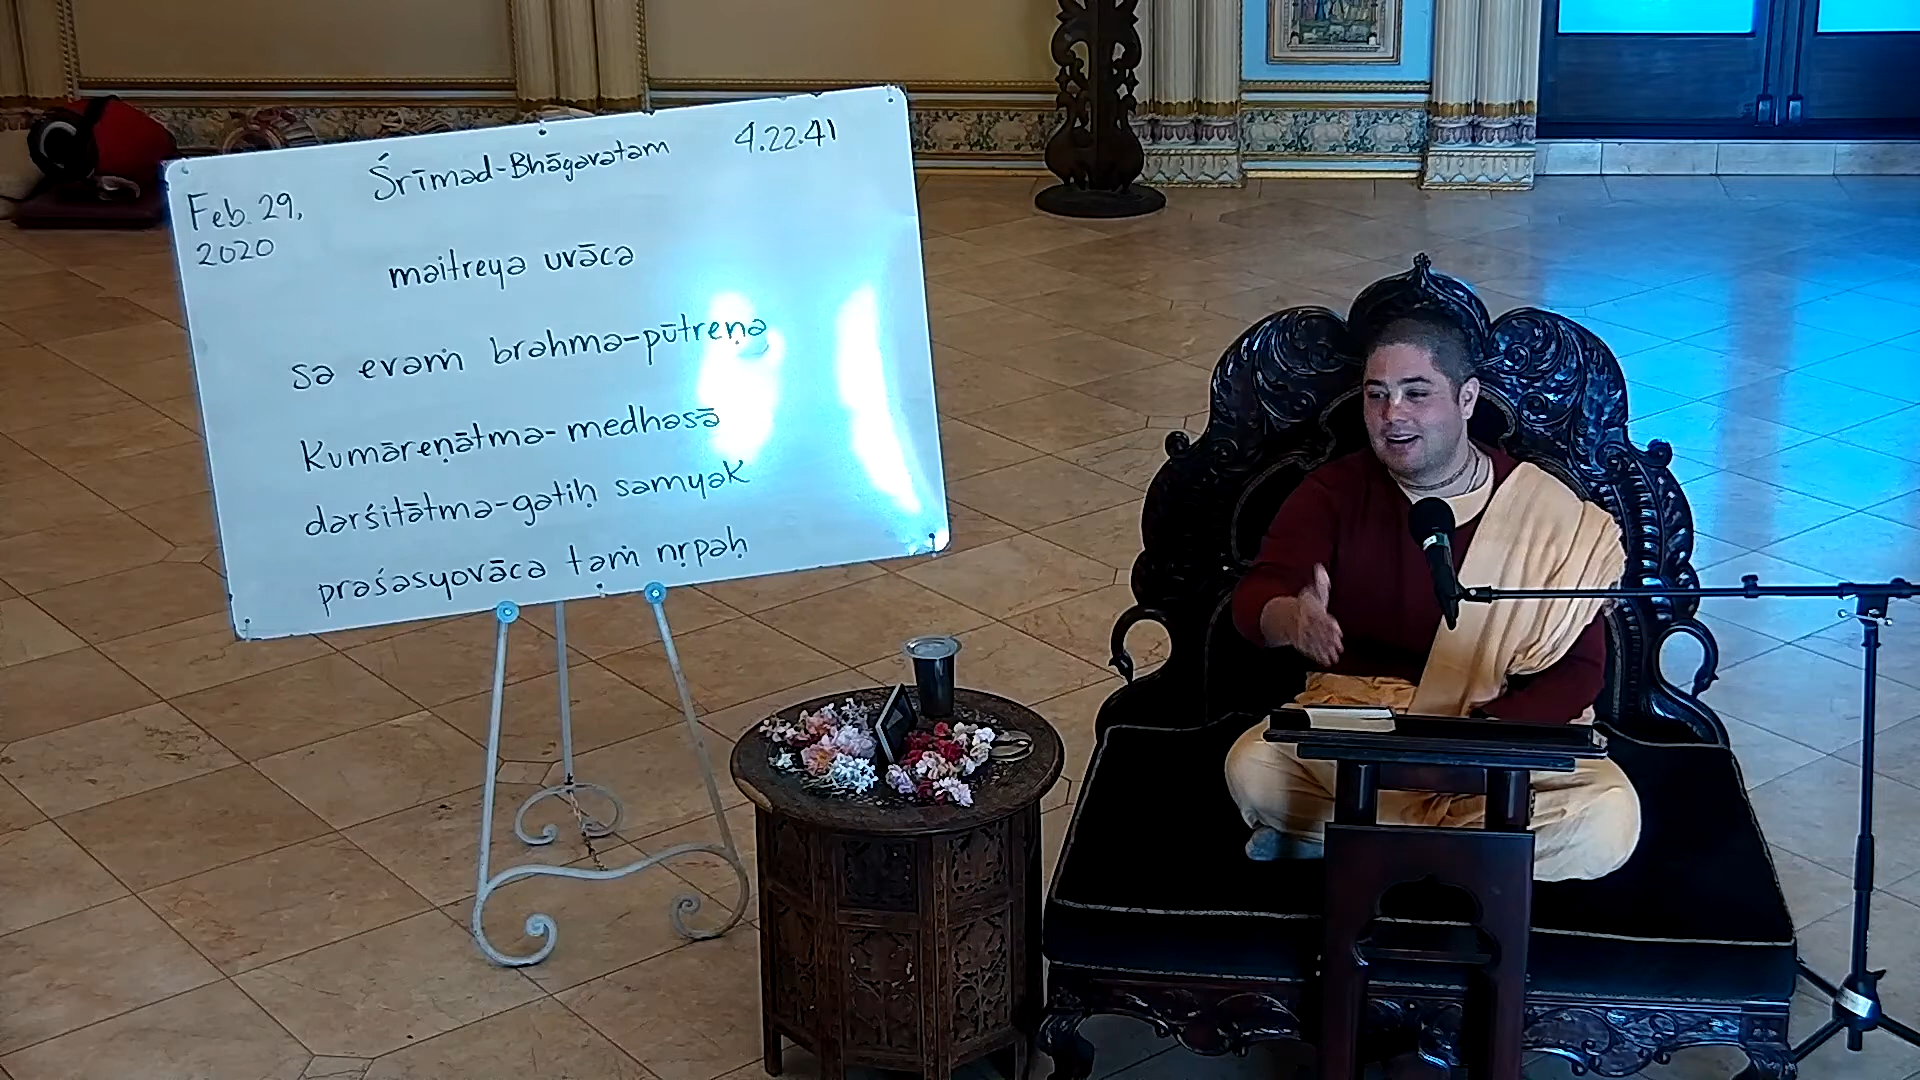 Śrīmad-Bhāgavatam 4.22.41
Feb. 29,
2020
maitreya uvāca
sa evaṁ brahma-pūtreṇa
Kumāreṇātma-medhasā
darśitātma-gatiḥ samyak
praśasyovāca taṁ nṛpaḥ